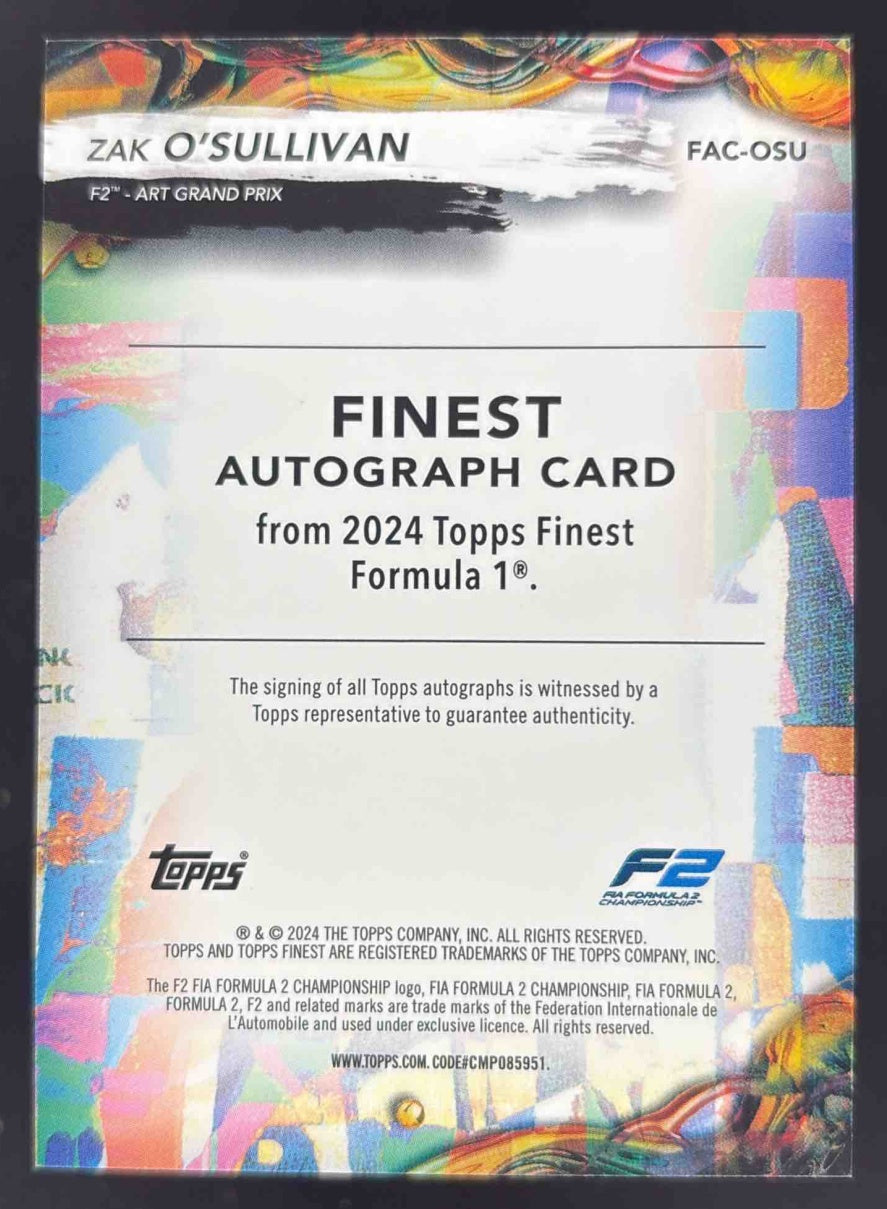 ZAK O'SULLIVAN
FAC-OSU
F2™ - ART GRAND PRIX
FINEST
AUTOGRAPH CARD
from 2024 Topps Finest
Formula 1®.
The signing of all Topps autographs is witnessed by a
Topps representative to guarantee authenticity.
Topps®
F2
FIA FORMULA 2
CHAMPIONSHIP™
® & © 2024 THE TOPPS COMPANY, INC. ALL RIGHTS RESERVED.
TOPPS AND TOPPS FINEST ARE REGISTERED TRADEMARKS OF THE TOPPS COMPANY, INC.
The F2 FIA FORMULA 2 CHAMPIONSHIP logo, FIA FORMULA 2 CHAMPIONSHIP, FIA FORMULA 2,
FORMULA 2, F2 and related marks are trade marks of the Federation Internationale de
L'Automobile and used under exclusive licence. All rights reserved.
WWW.TOPPS.COM. CODE#CMP085951.